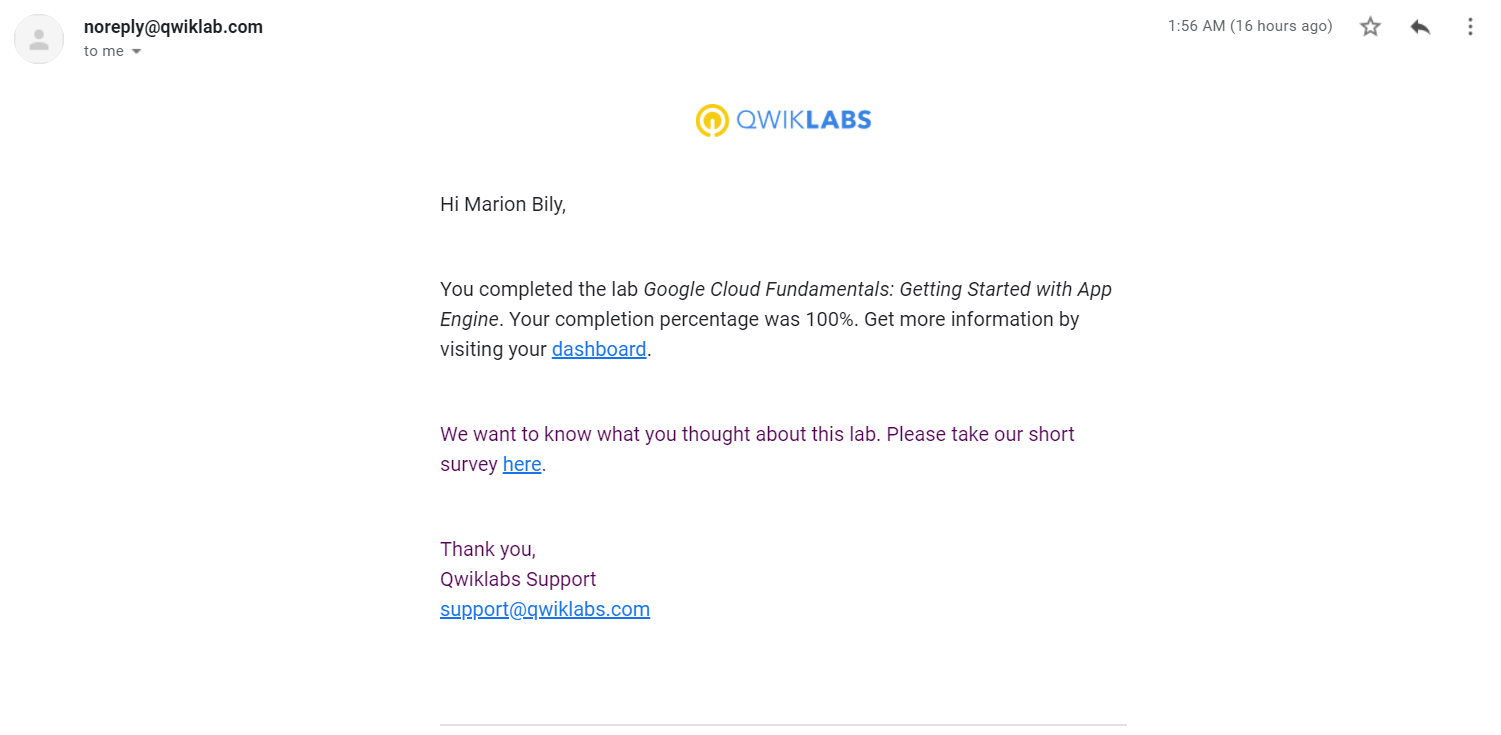 noreply@qwiklab.com
1:56 AM (16 hours ago)
to me
QWIKLABS
Hi Marion Bily,
You completed the lab Google Cloud Fundamentals: Getting Started with App
Engine. Your completion percentage was 100%. Get more information by
visiting your dashboard.
We want to know what you thought about this lab. Please take our short
survey here.
Thank you,
Qwiklabs Support
support@qwiklabs.com